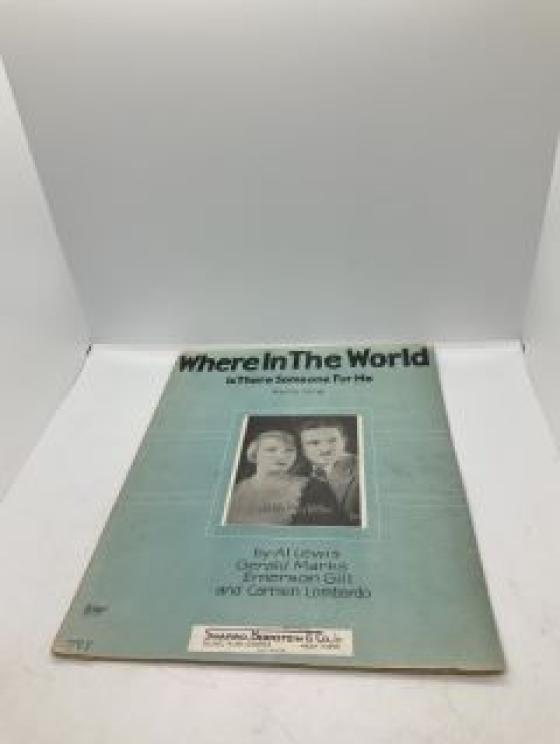 Where In The World
Is There Someone For Me
by Al Lewis
Gerald Marks
Emerson Gill
and Carmen Lombardo
Shapiro, Bernstein & Co. Inc